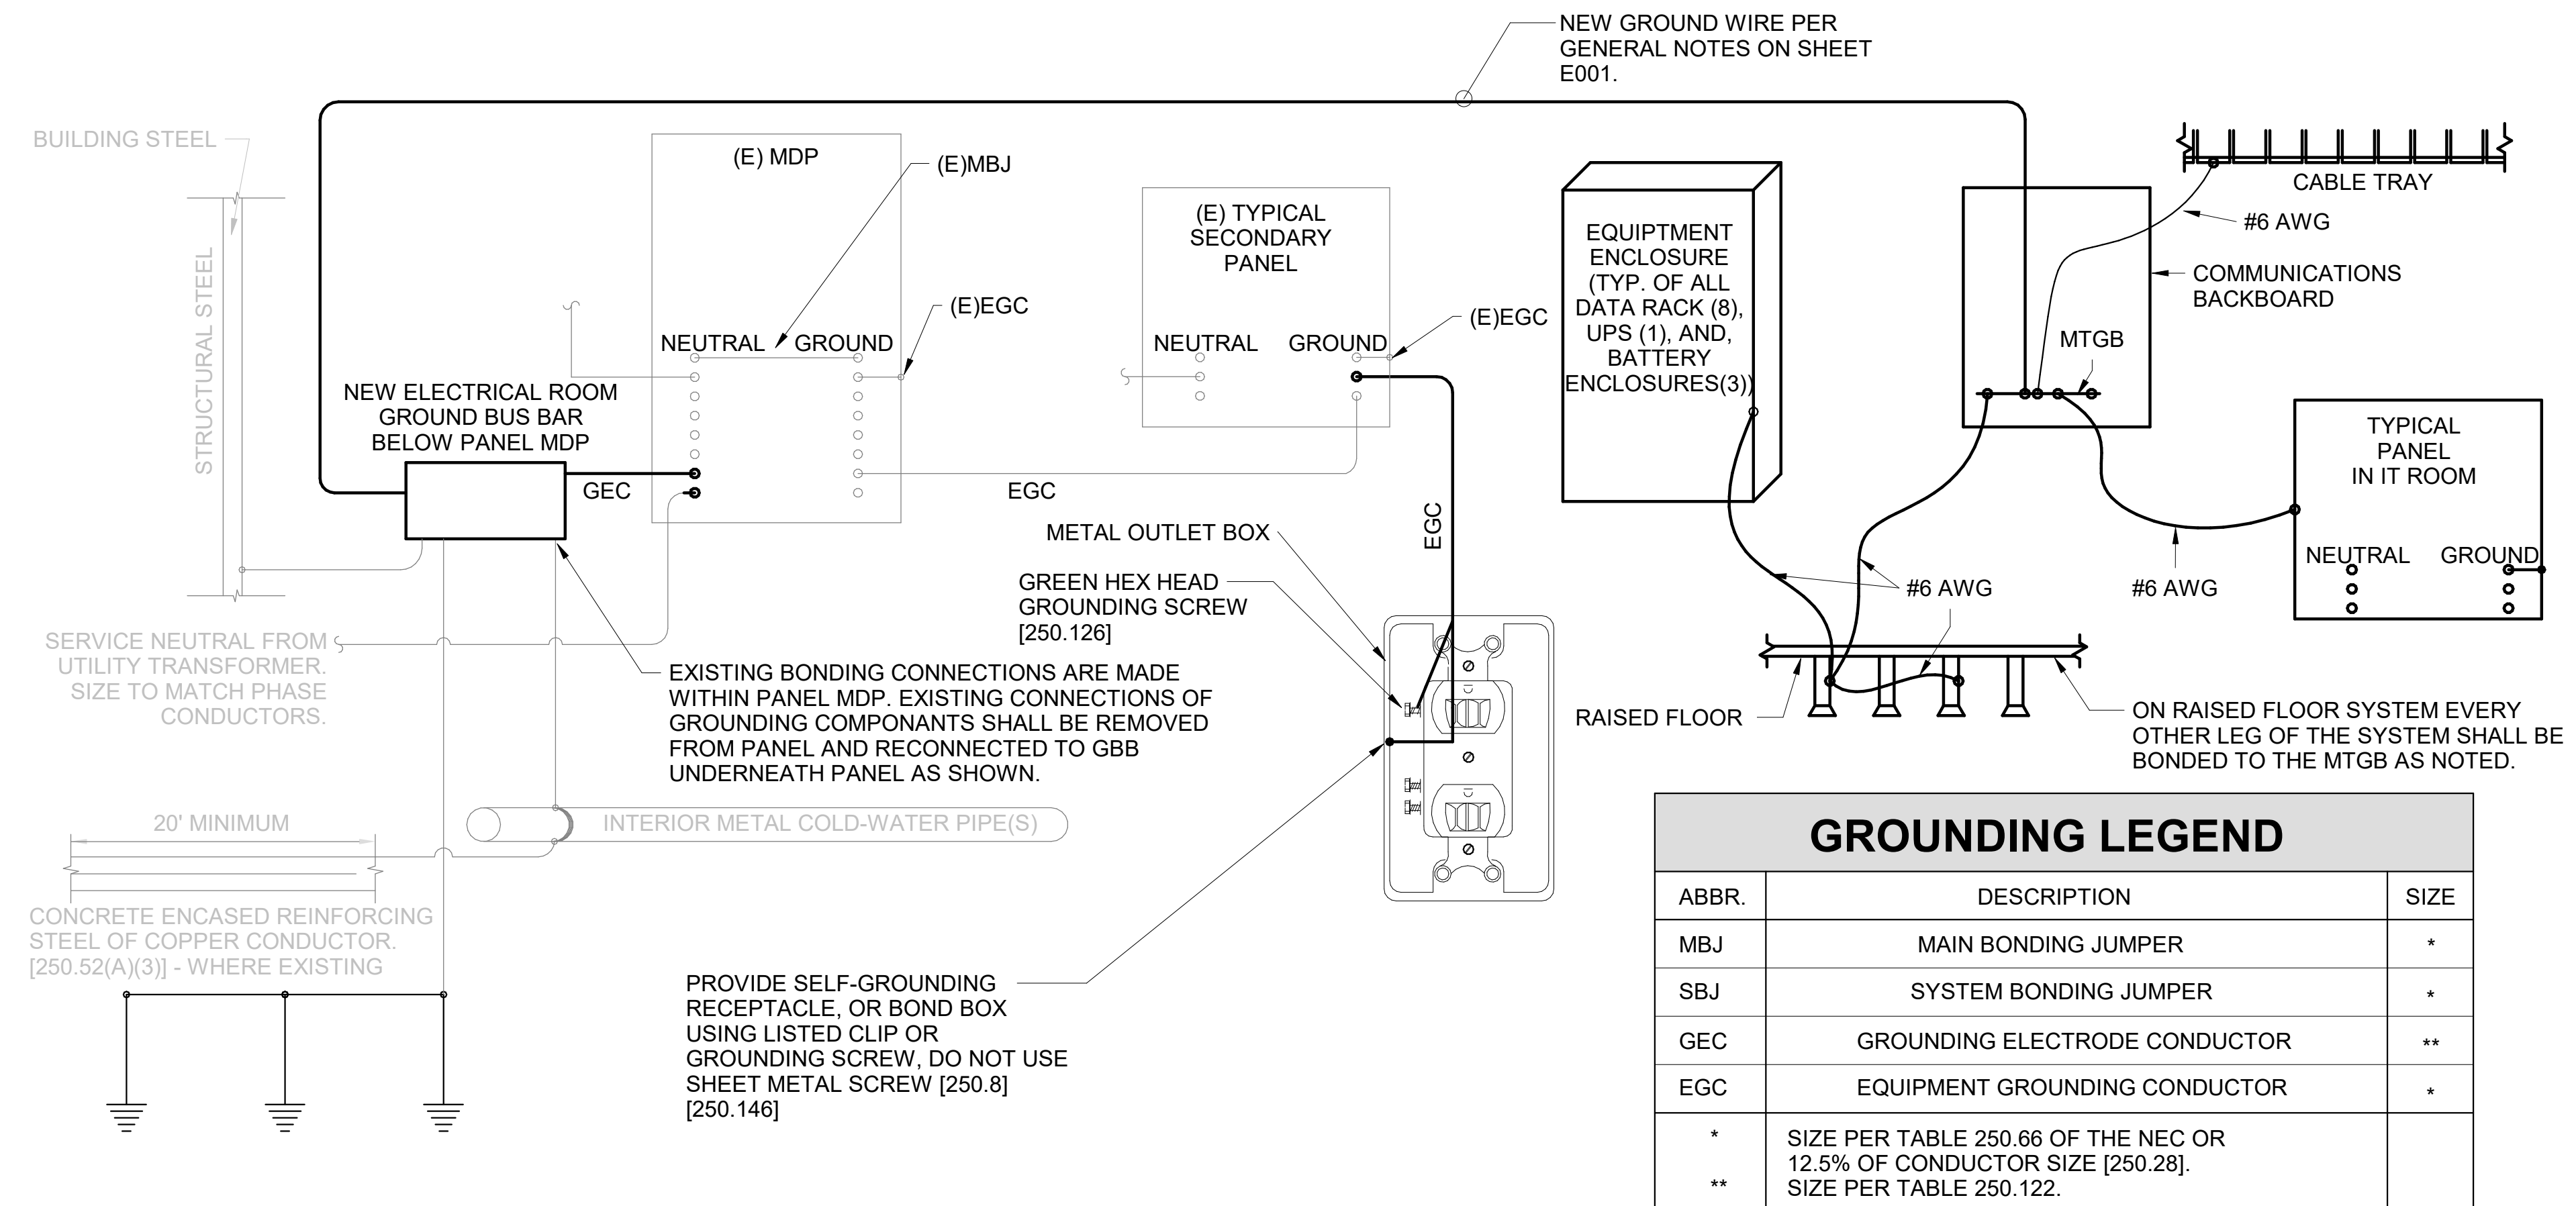 NEW GROUND WIRE PER
GENERAL NOTES ON SHEET
E001.
BUILDING STEEL
STRUCTURAL STEEL
(E) MDP
(E)MBJ
(E)EGC
NEUTRAL
GROUND
NEW ELECTRICAL ROOM
GROUND BUS BAR
BELOW PANEL MDP
GEC
EGC
(E) TYPICAL
SECONDARY
PANEL
NEUTRAL
GROUND
(E)EGC
EGC
EQUIPTMENT
ENCLOSURE
(TYP. OF ALL
DATA RACK (8),
UPS (1), AND,
BATTERY
ENCLOSURES(3))
CABLE TRAY
#6 AWG
COMMUNICATIONS
BACKBOARD
MTGB
TYPICAL
PANEL
IN IT ROOM
NEUTRAL
GROUND
#6 AWG
#6 AWG
METAL OUTLET BOX
GREEN HEX HEAD
GROUNDING SCREW
[250.126]
SERVICE NEUTRAL FROM
UTILITY TRANSFORMER.
SIZE TO MATCH PHASE
CONDUCTORS.
EXISTING BONDING CONNECTIONS ARE MADE
WITHIN PANEL MDP. EXISTING CONNECTIONS OF
GROUNDING COMPONANTS SHALL BE REMOVED
FROM PANEL AND RECONNECTED TO GBB
UNDERNEATH PANEL AS SHOWN.
RAISED FLOOR
ON RAISED FLOOR SYSTEM EVERY
OTHER LEG OF THE SYSTEM SHALL BE
BONDED TO THE MTGB AS NOTED.
20' MINIMUM
INTERIOR METAL COLD-WATER PIPE(S)
CONCRETE ENCASED REINFORCING
STEEL OF COPPER CONDUCTOR.
[250.52(A)(3)] - WHERE EXISTING
PROVIDE SELF-GROUNDING
RECEPTACLE, OR BOND BOX
USING LISTED CLIP OR
GROUNDING SCREW, DO NOT USE
SHEET METAL SCREW [250.8]
[250.146]
GROUNDING LEGEND
ABBR. DESCRIPTION SIZE
MBJ MAIN BONDING JUMPER *
SBJ SYSTEM BONDING JUMPER *
GEC GROUNDING ELECTRODE CONDUCTOR **
EGC EQUIPMENT GROUNDING CONDUCTOR *
* SIZE PER TABLE 250.66 OF THE NEC OR
12.5% OF CONDUCTOR SIZE [250.28].
** SIZE PER TABLE 250.122.